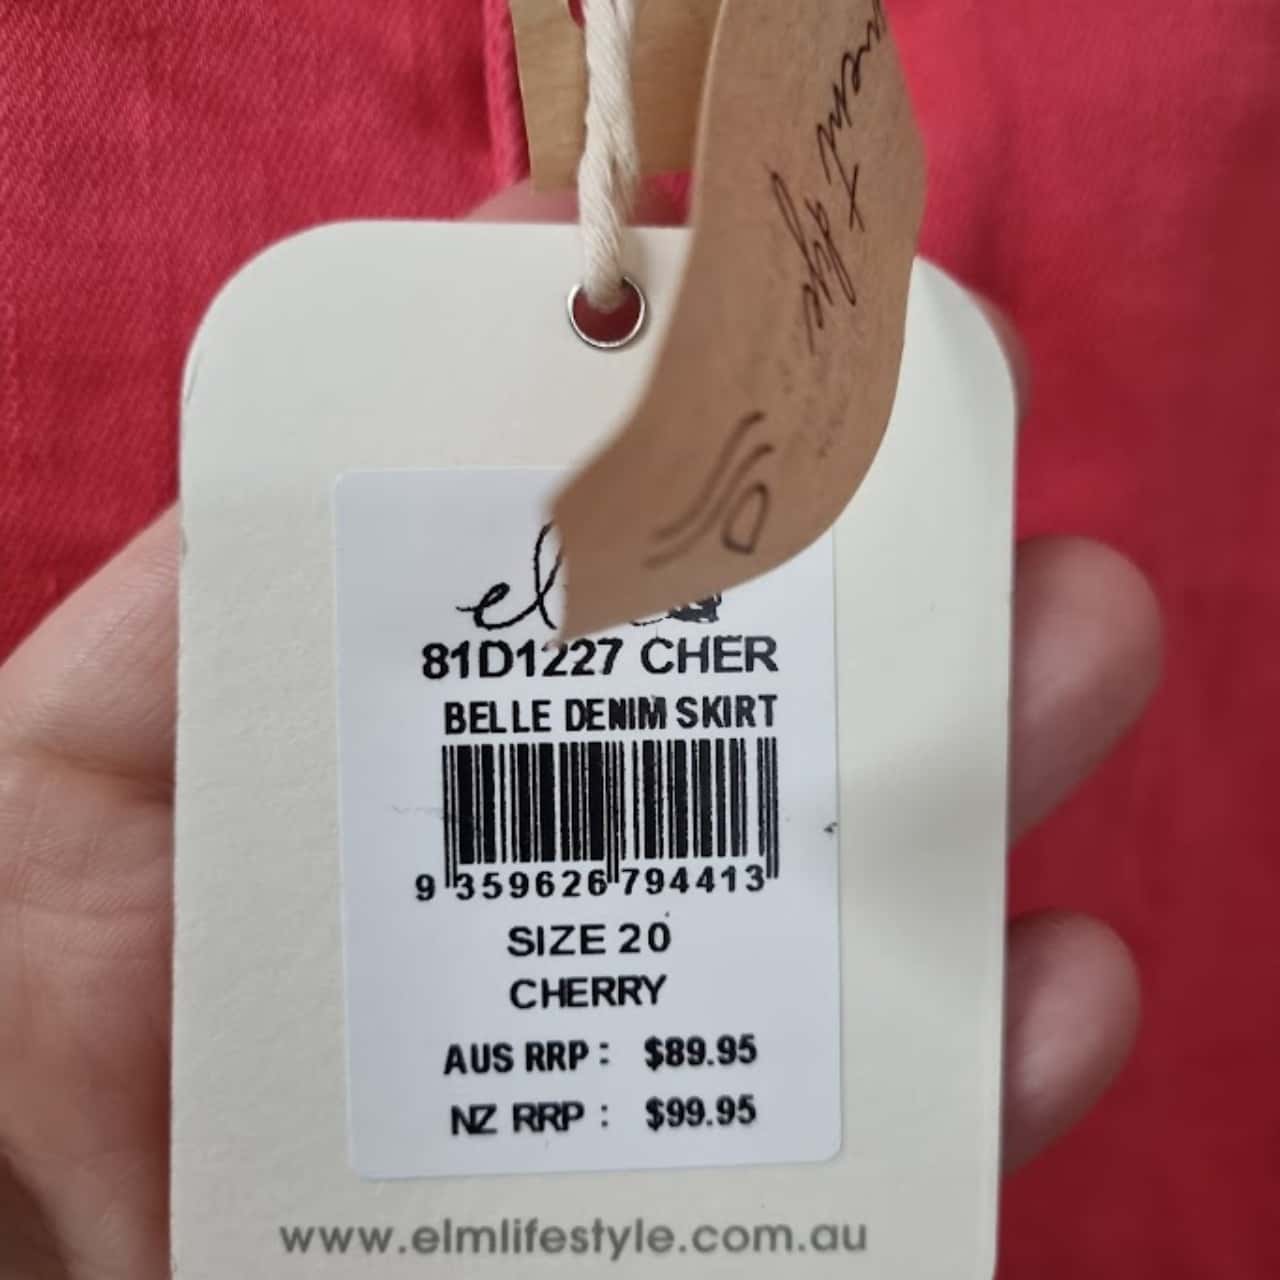 dye
81D1227 CHER
BELLE DENIM SKIRT
9 359626 794413
SIZE 20
CHERRY
AUS RRP : $89.95
NZ RRP : $99.95
www.elmlifestyle.com.au